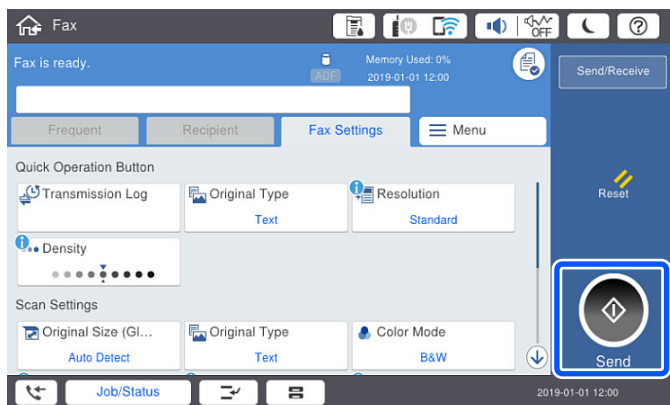 Fax
OFF
?
Fax is ready.
ADF
Memory Used: 0%
2019-01-01 12:00
Send/Receive
Frequent
Recipient
Fax Settings
Menu
Quick Operation Button
Transmission Log
Original Type
Text
Resolution
Standard
Reset
Density
Scan Settings
Original Size (Gl...
Auto Detect
Original Type
Text
Color Mode
B&W
Send
Job/Status
2019-01-01 12:00